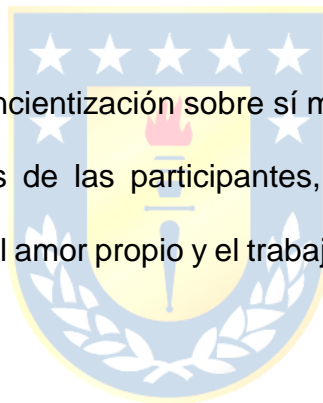 ncientización sobre sí m
s de las participantes,
l amor propio y el trabaj